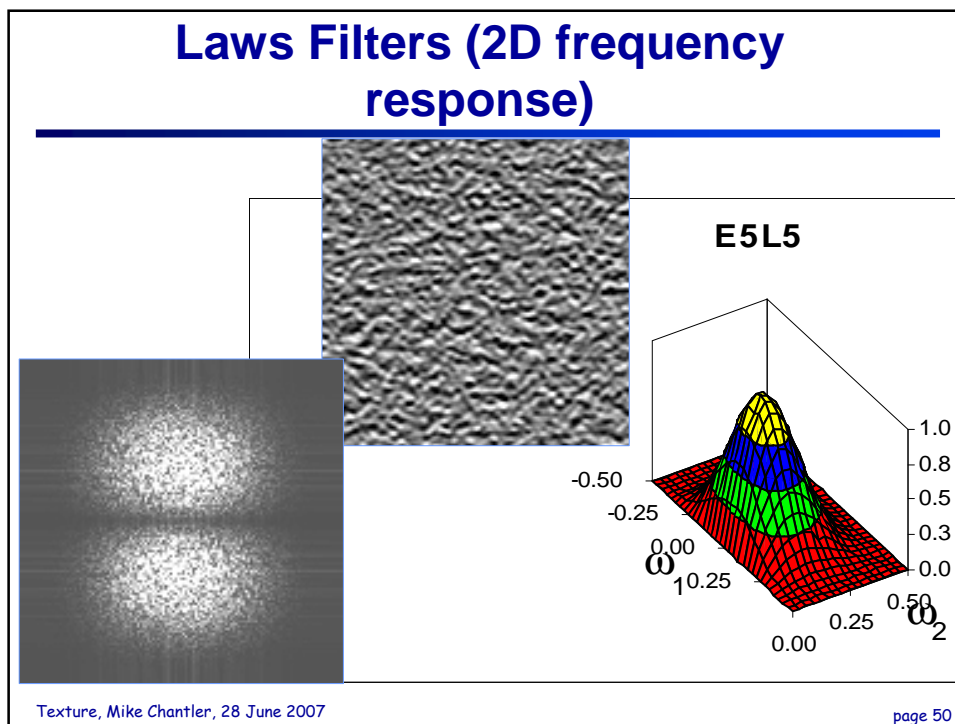 Laws Filters (2D frequency
response)
E5L5
1.0
0.8
0.5
0.3
0.0
-0.50
-0.25
0.00
0.25
ω1
0.00
0.25
0.50
ω2
Texture, Mike Chantler, 28 June 2007
page 50